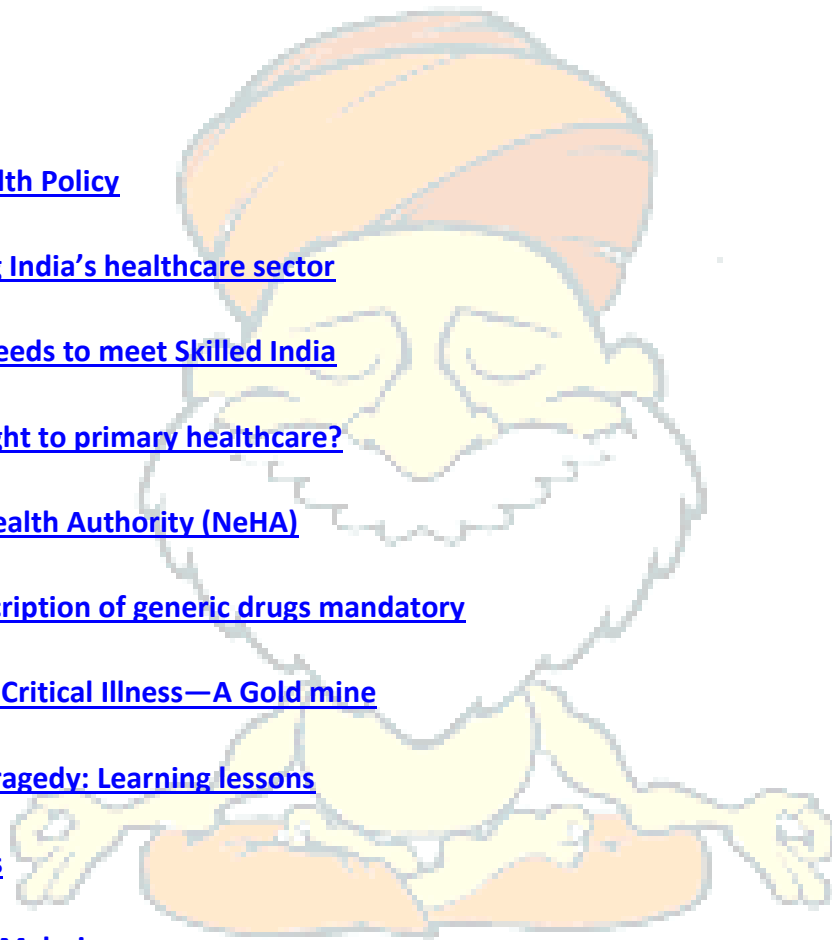 lth Policy
g India’s healthcare sector
eeds to meet Skilled India
ght to primary healthcare?
ealth Authority (NeHA)
cription of generic drugs mandatory
Critical Illness—A Gold mine
ragedy: Learning lessons
s